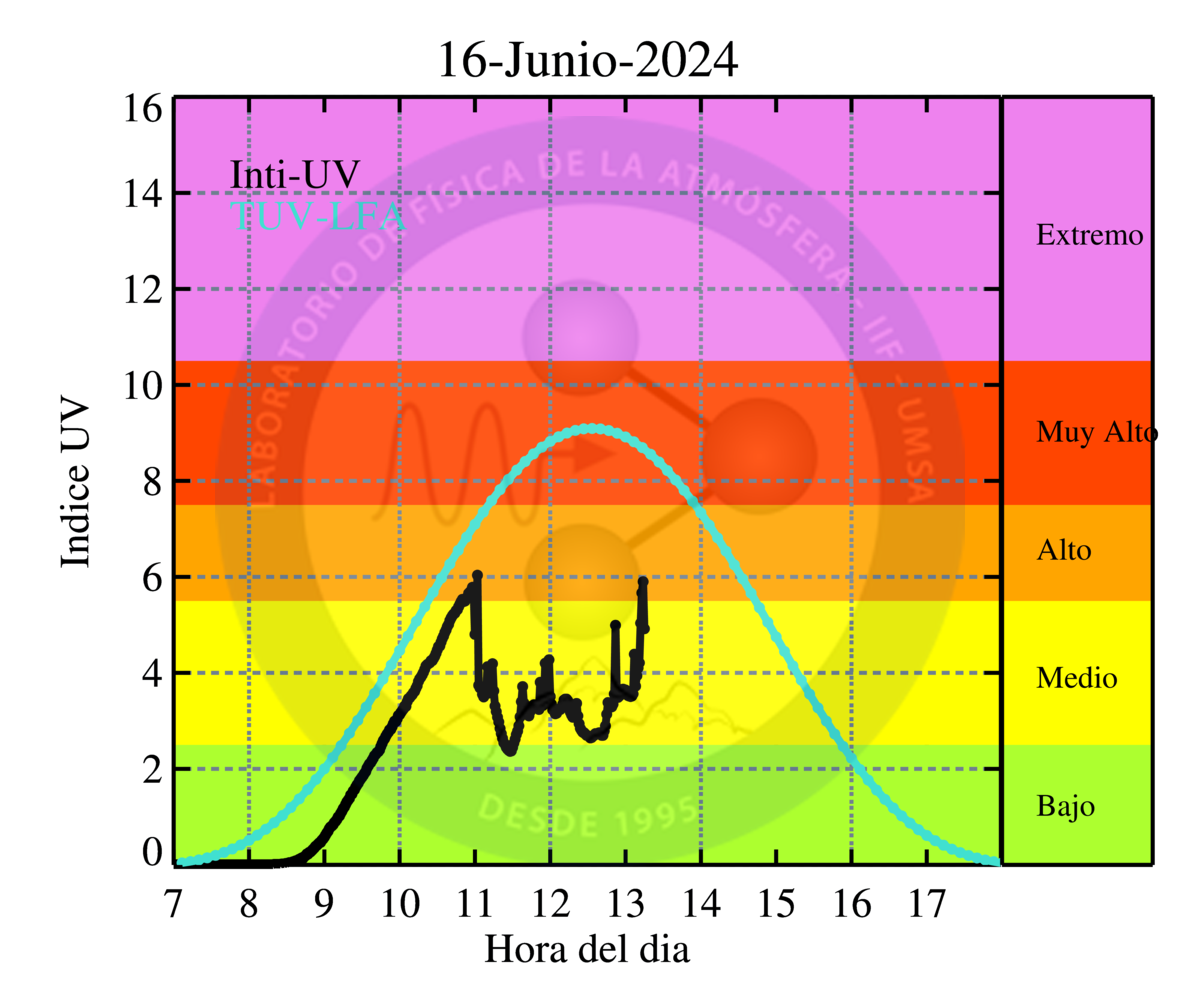 16-Junio-2024
16
14
12
10
8
6
4
2
0
Indice UV
Inti-UV
TUV-LFA
LABORATORIO DE FÍSICA DE LA ATMÓSFERA - IIF - UMSA
DESDE 1995
Extremo
Muy Alto
Alto
Medio
Bajo
7 8 9 10 11 12 13 14 15 16 17
Hora del dia